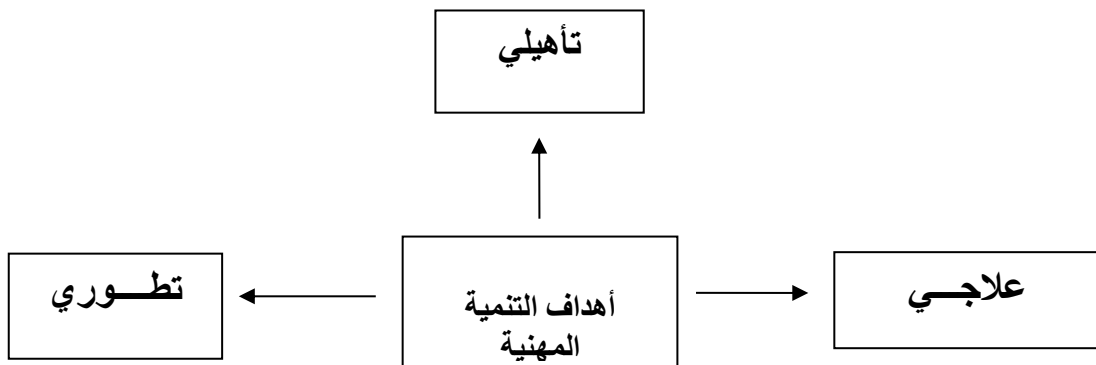 تأهيلي
علاجــي
أهداف التنمية
المهنية
تطــوري